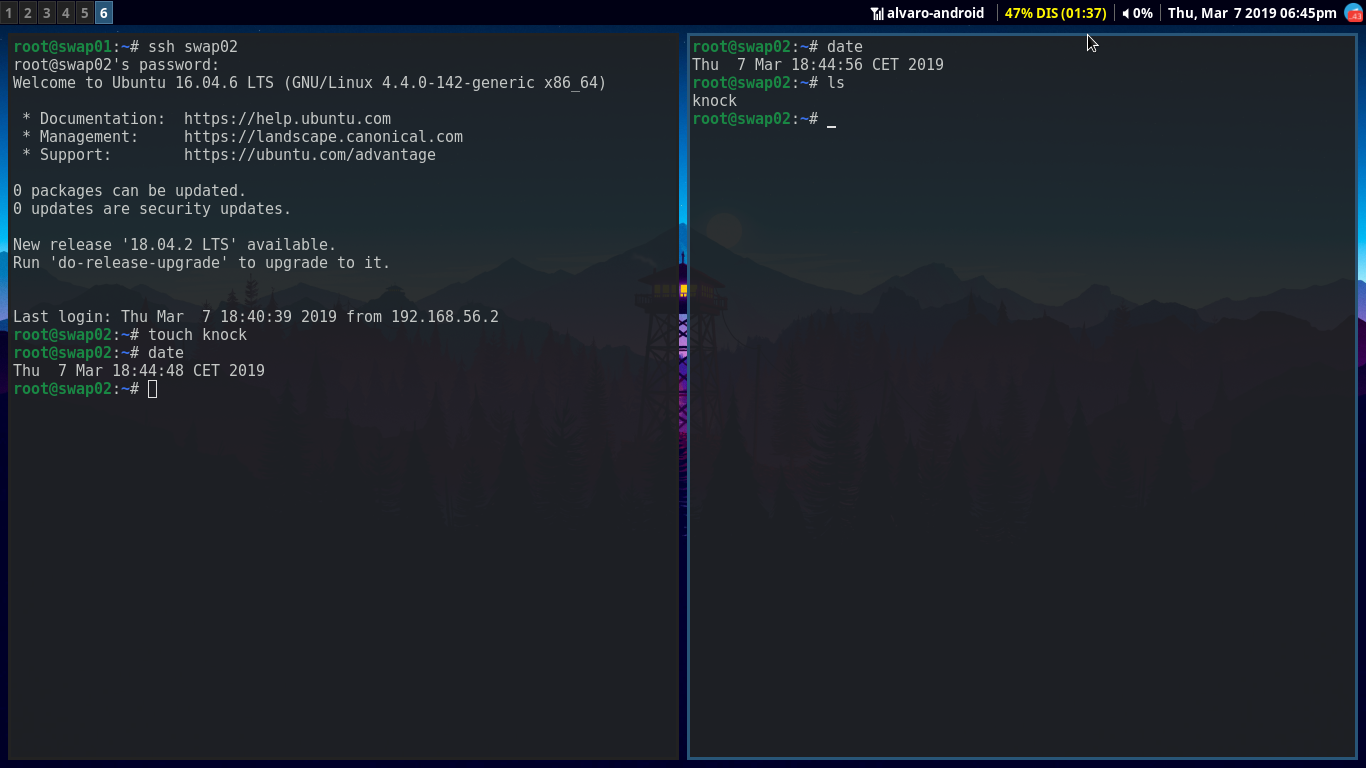 1 2 3 4 5 6
alvaro-android 47% DIS (01:37) 0% Thu, Mar 7 2019 06:45pm
root@swap01:~# ssh swap02
root@swap02's password:
Welcome to Ubuntu 16.04.6 LTS (GNU/Linux 4.4.0-142-generic x86_64)
* Documentation:  https://help.ubuntu.com
* Management:     https://landscape.canonical.com
* Support:        https://ubuntu.com/advantage
0 packages can be updated.
0 updates are security updates.
New release '18.04.2 LTS' available.
Run 'do-release-upgrade' to upgrade to it.
Last login: Thu Mar  7 18:40:39 2019 from 192.168.56.2
root@swap02:~# touch knock
root@swap02:~# date
Thu  7 Mar 18:44:48 CET 2019
root@swap02:~#
root@swap02:~# date
Thu  7 Mar 18:44:56 CET 2019
root@swap02:~# ls
knock
root@swap02:~# _